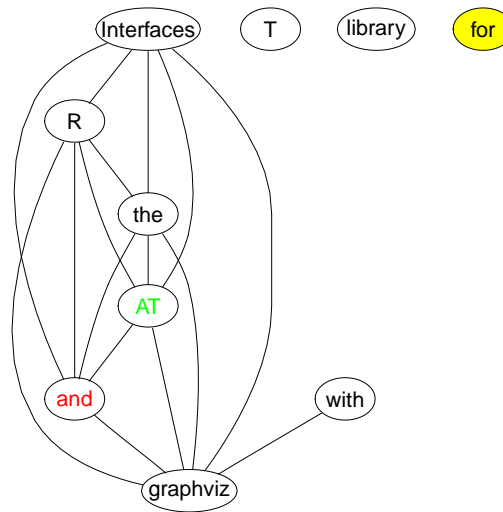 Interfaces T library for
R
the
AT
and with
graphviz